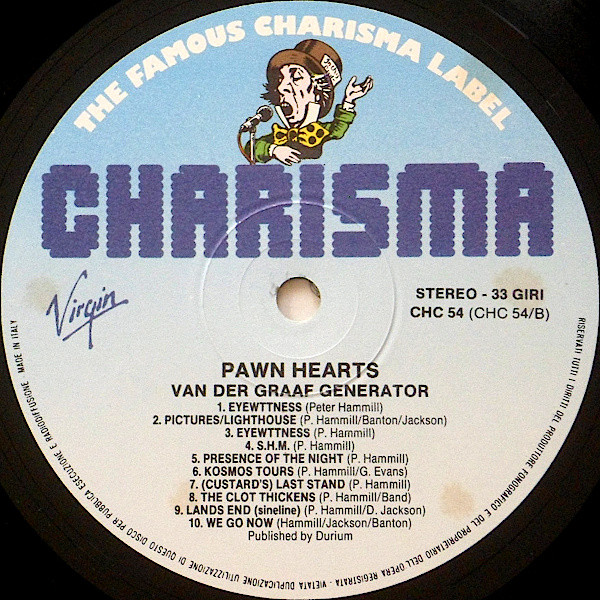 THE FAMOUS CHARISMA LABEL
CHARISMA
Virgin
STEREO - 33 GIRI
CHC 54 (CHC 54/B)
PAWN HEARTS
VAN DER GRAAF GENERATOR
1. EYEWTTNESS (Peter Hammill)
2. PICTURES/LIGHTHOUSE (P. Hammill/Banton/Jackson)
3. EYEWTTNESS (P. Hammill)
4. S.H.M. (P. Hammill)
5. PRESENCE OF THE NIGHT (P. Hammill)
6. KOSMOS TOURS (P. Hammill/G. Evans)
7. (CUSTARD'S) LAST STAND (P. Hammill)
8. THE CLOT THICKENS (P. Hammill/Band)
9. LANDS END (sineline) (P. Hammill/D. Jackson)
10. WE GO NOW (Hammill/Jackson/Banton)
Published by Durium
RISERVATI TUTTI I DIRITTI DEL PRODUTTORE FONOGRAFICO E DEL PROPRIETARIO DELL'OPERA REGISTRATA - VIETATA DUPLICAZIONE UTILIZZAZIONE DI QUESTO DISCO PER PUBBLICA ESECUZIONE E RADIODIFFUSIONE. MADE IN ITALY